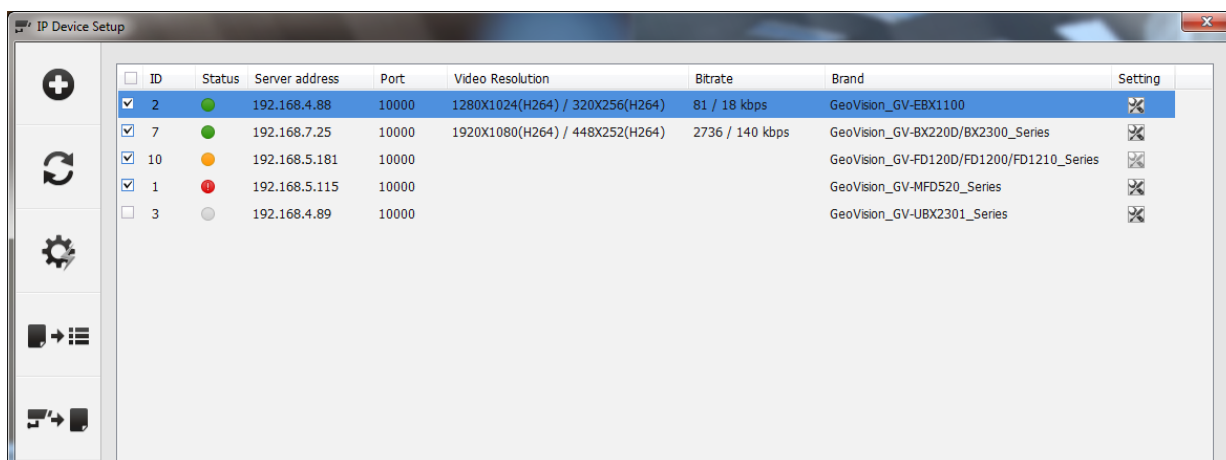 IP Device Setup
ID Status Server address Port Video Resolution Bitrate Brand Setting
2 192.168.4.88 10000 1280X1024(H264) / 320X256(H264) 81 / 18 kbps GeoVision_GV-EBX1100
7 192.168.7.25 10000 1920X1080(H264) / 448X252(H264) 2736 / 140 kbps GeoVision_GV-BX220D/BX2300_Series
10 192.168.5.181 10000 GeoVision_GV-FD120D/FD1200/FD1210_Series
1 192.168.5.115 10000 GeoVision_GV-MFD520_Series
3 192.168.4.89 10000 GeoVision_GV-UBX2301_Series